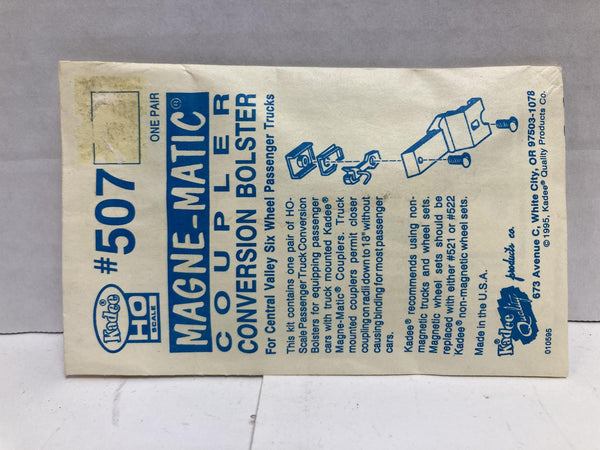 Kadee®
HO
SCALE
#507
ONE PAIR
MAGNE-MATIC®
COUPLER
CONVERSION BOLSTER
For Central Valley Six Wheel Passenger Trucks
This kit contains one pair of HO-
Scale Passenger Truck Conversion
Bolsters for equipping passenger
cars with truck mounted Kadee®
Magne-Matic® Couplers. Truck
mounted couplers permit closer
coupling on radii down to 18" without
causing binding for most passenger
cars.
Kadee® recommends using non-
magnetic trucks and wheel sets.
Magnetic wheel sets should be
replaced with either #521 or #522
Kadee® non-magnetic wheel sets.
Made in the U.S.A.
Kadee®
Quality
products co.
673 Avenue C, White City, OR 97503-1078
© 1995, Kadee® Quality Products Co.
010595